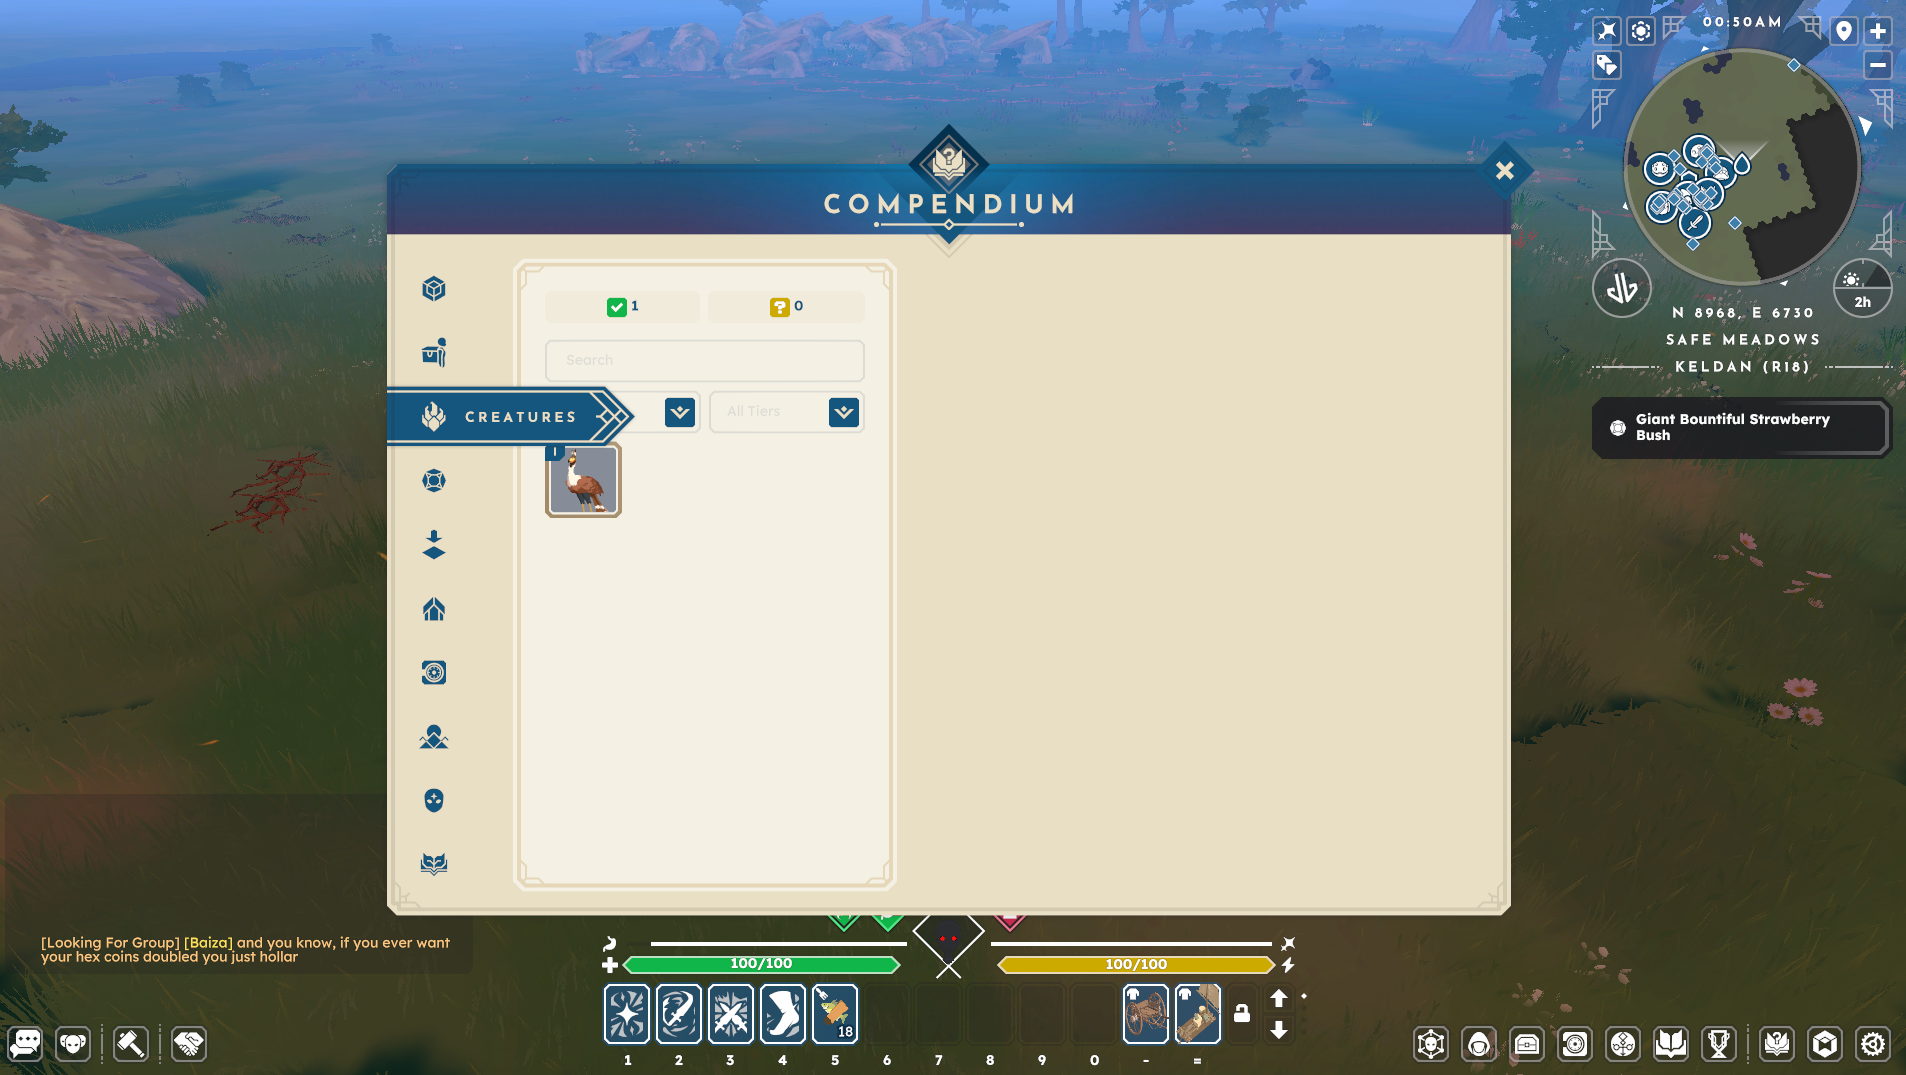 00:50AM
COMPENDIUM
1
0
Search
CREATURES
All Tiers
I
2h
N 8968, E 6730
SAFE MEADOWS
KELDAN (R18)
Giant Bountiful Strawberry
Bush
[Looking For Group] [Baiza] and you know, if you ever want
your hex coins doubled you just hollar
100/100
100/100
18
1
2
3
4
5
6
7
8
9
0
-
=